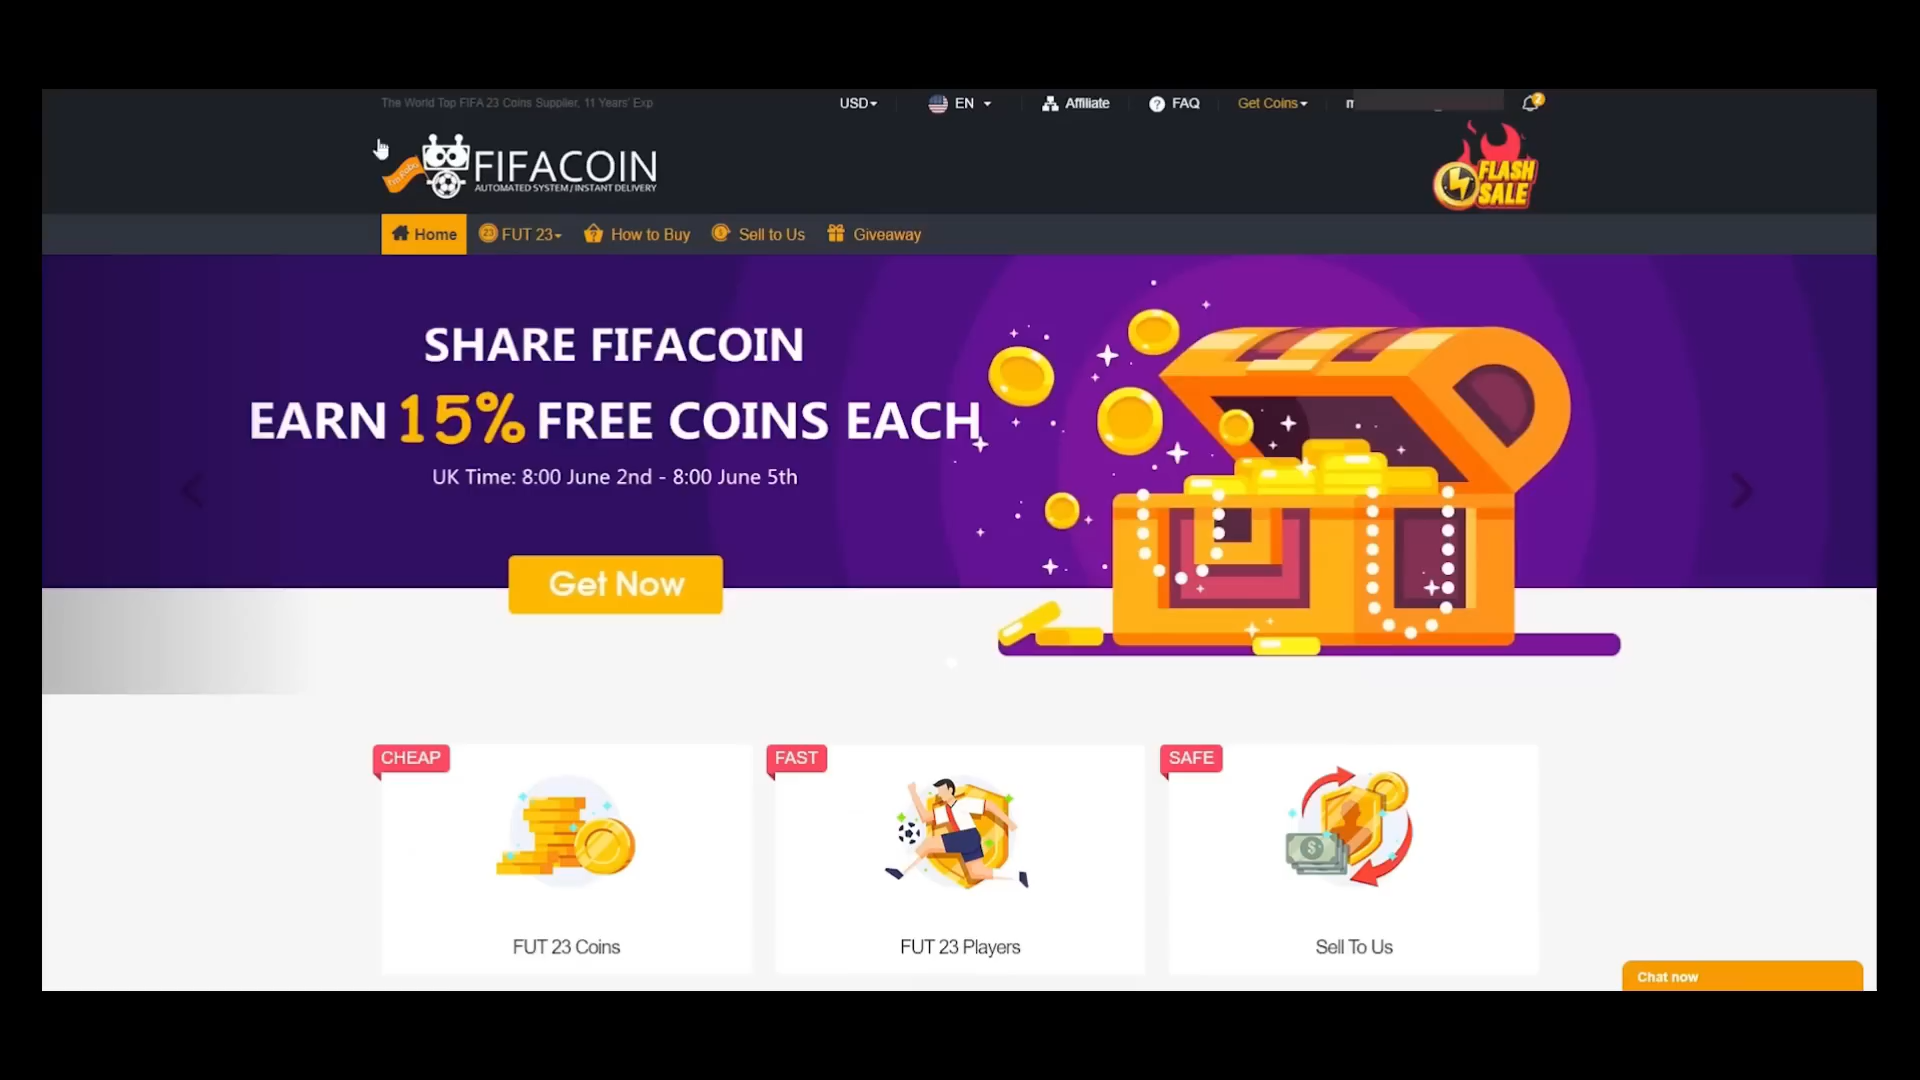 The World Top FIFA 23 Coins Supplier, 11 Years' Exp
USD
EN
Affiliate
FAQ
Get Coins
2
FIFACOIN
AUTOMATED SYSTEM / INSTANT DELIVERY
FLASH
SALE
Home
23
FUT 23
How to Buy
Sell to Us
Giveaway
SHARE FIFACOIN
EARN 15% FREE COINS EACH
UK Time: 8:00 June 2nd - 8:00 June 5th
Get Now
CHEAP
FAST
SAFE
FUT 23 Coins
FUT 23 Players
Sell To Us
Chat now